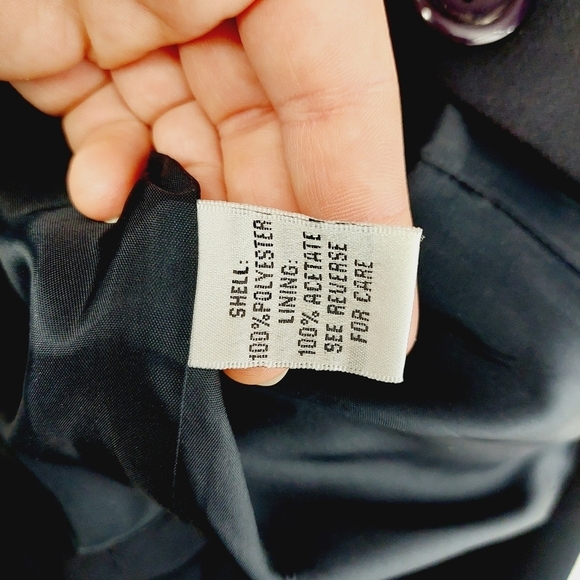 SHELL:
100%POLYESTER
LINING:
100% ACETATE
SEE REVERSE
FOR CARE